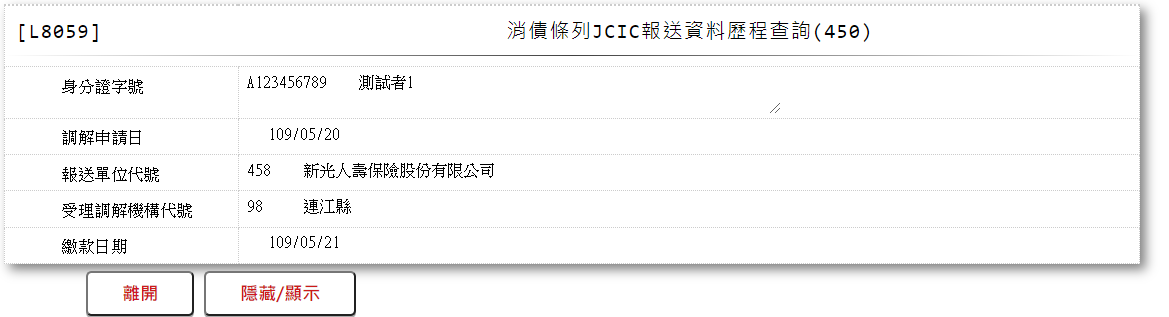 [L8059] 消債條列JCIC報送資料歷程查詢(450)
身分證字號 A123456789 測試者1
調解申請日 109/05/20
報送單位代號 458 新光人壽保險股份有限公司
受理調解機構代號 98 連江縣
繳款日期 109/05/21
離開 隱藏/顯示